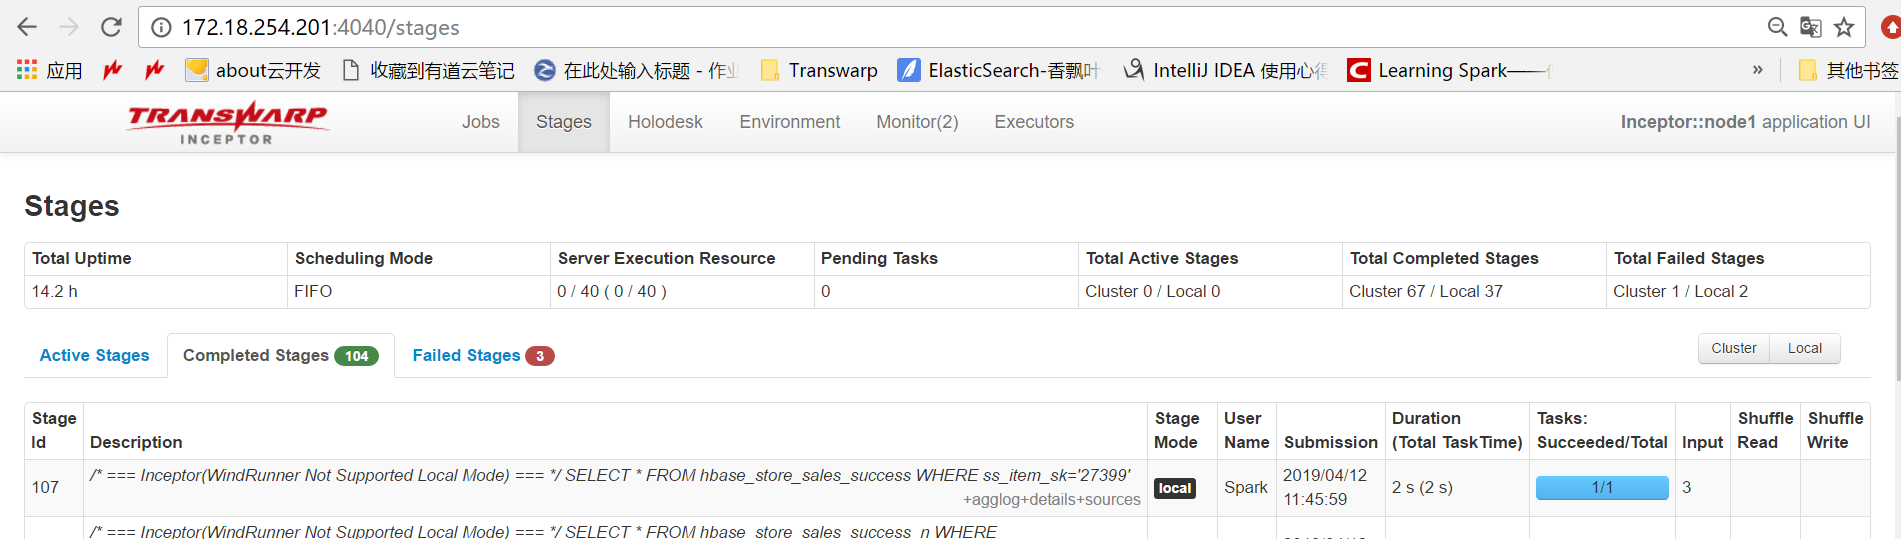 172.18.254.201:4040/stages
应用 about云开发 收藏到有道云笔记 在此处输入标题 - 作业 Transwarp ElasticSearch-香飘叶 IntelliJ IDEA 使用心得 Learning Spark—— » 其他书签
TRANSWARP
INCEPTOR
Jobs Stages Holodesk Environment Monitor(2) Executors Inceptor::node1 application UI
Stages
Total Uptime Scheduling Mode Server Execution Resource Pending Tasks Total Active Stages Total Completed Stages Total Failed Stages
14.2 h FIFO 0 / 40 ( 0 / 40 ) 0 Cluster 0 / Local 0 Cluster 67 / Local 37 Cluster 1 / Local 2
Active Stages Completed Stages 104 Failed Stages 3 Cluster Local
Stage Id Description Stage Mode User Name Submission Duration (Total TaskTime) Tasks: Succeeded/Total Input Shuffle Read Shuffle Write
107 /* === Inceptor(WindRunner Not Supported Local Mode) === */ SELECT * FROM hbase_store_sales_success WHERE ss_item_sk='27399' local Spark 2019/04/12 11:45:59 2 s (2 s) 1/1 3
+agglog+details+sources
/* === Inceptor(WindRunner Not Supported Local Mode) === */ SELECT * FROM hbase_store_sales_success_n WHERE